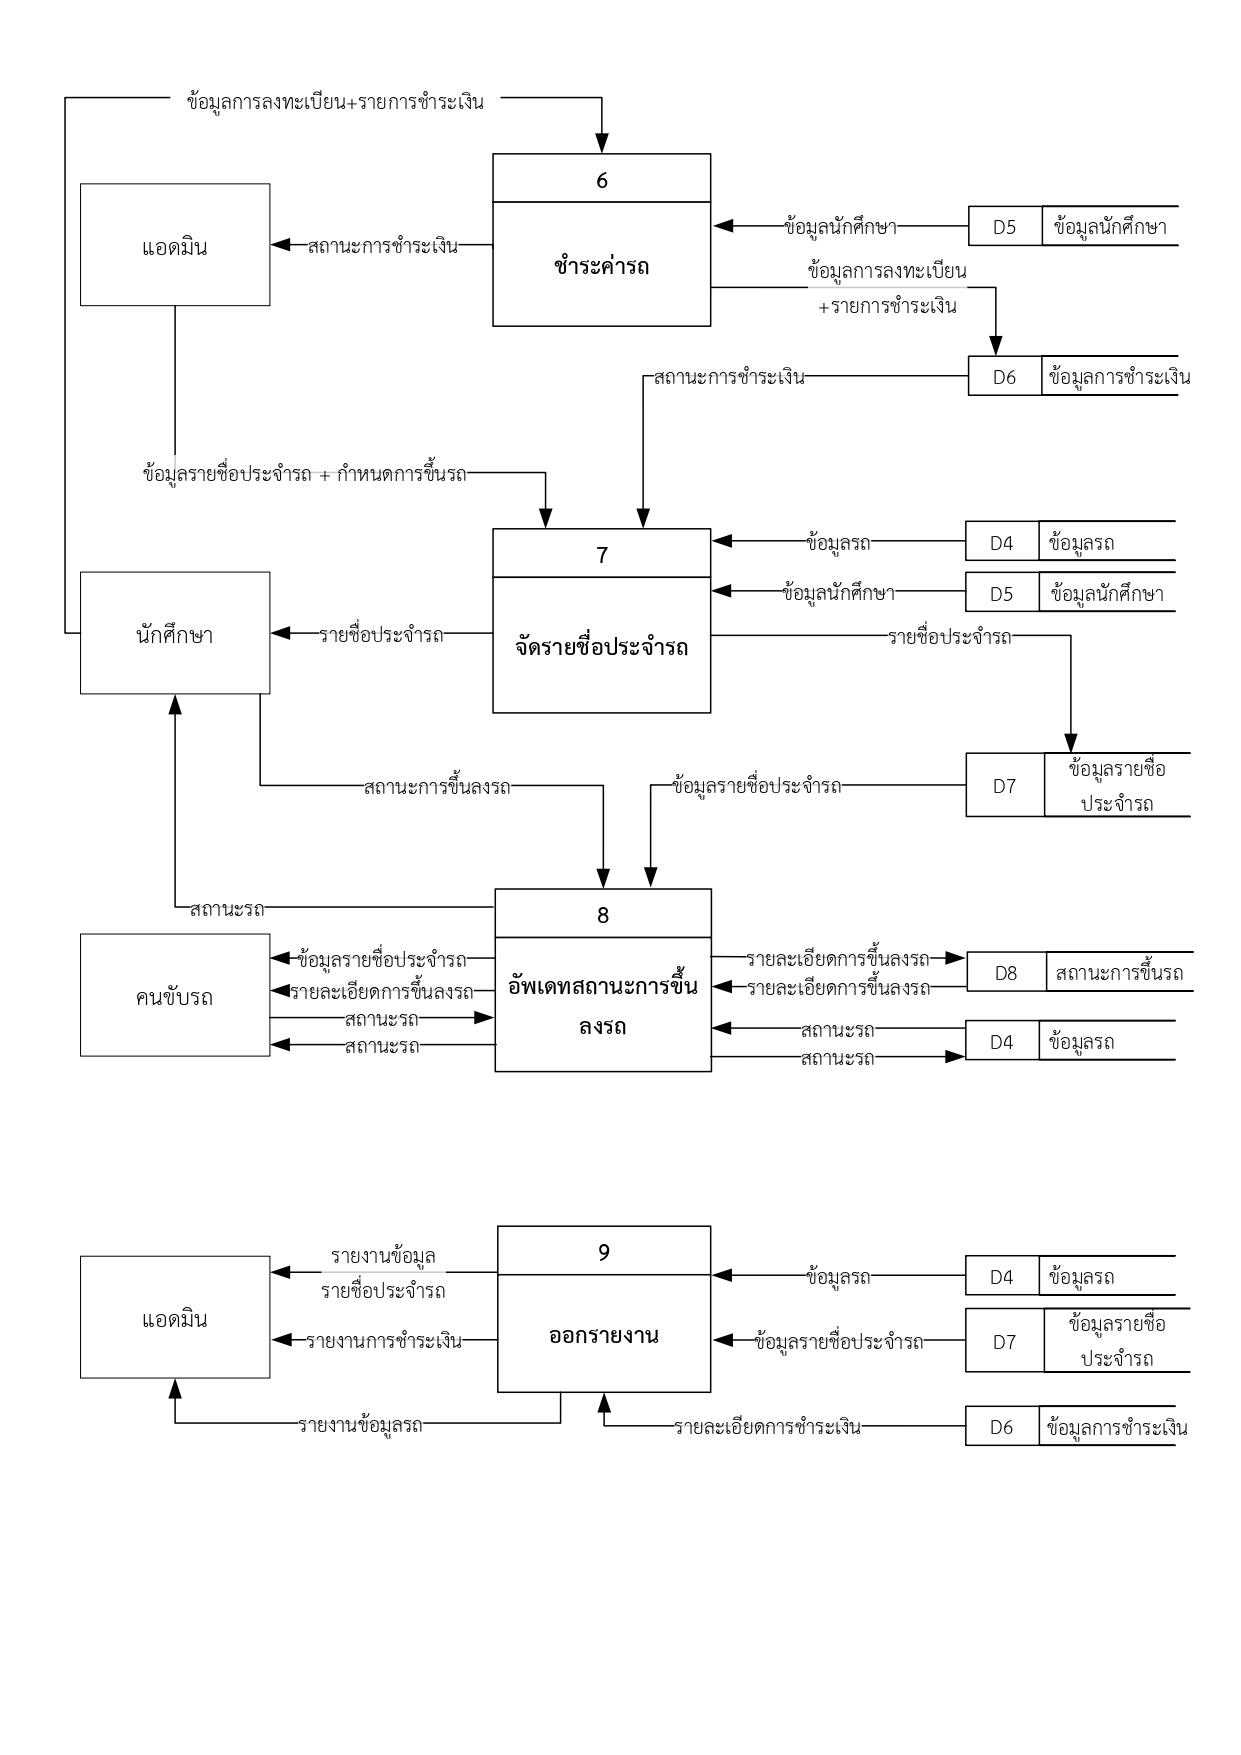 ข้อมูลการลงทะเบียน+รายการชำระเงิน
6
แอดมิน
สถานะการชำระเงิน
ชำระค่ารถ
ข้อมูลนักศึกษา
D5
ข้อมูลนักศึกษา
ข้อมูลการลงทะเบียน
+รายการชำระเงิน
สถานะการชำระเงิน
D6
ข้อมูลการชำระเงิน
ข้อมูลรายชื่อประจำรถ + กำหนดการขึ้นรถ
7
ข้อมูลรถ
D4
ข้อมูลรถ
ข้อมูลนักศึกษา
D5
ข้อมูลนักศึกษา
นักศึกษา
รายชื่อประจำรถ
จัดรายชื่อประจำรถ
รายชื่อประจำรถ
สถานะการขึ้นลงรถ
ข้อมูลรายชื่อประจำรถ
D7
ข้อมูลรายชื่อ
ประจำรถ
สถานะรถ
8
คนขับรถ
ข้อมูลรายชื่อประจำรถ
รายละเอียดการขึ้นลงรถ
สถานะรถ
สถานะรถ
อัพเดทสถานะการขึ้น
ลงรถ
รายละเอียดการขึ้นลงรถ
รายละเอียดการขึ้นลงรถ
D8
สถานะการขึ้นรถ
สถานะรถ
สถานะรถ
D4
ข้อมูลรถ
9
รายงานข้อมูล
รายชื่อประจำรถ
แอดมิน
รายงานการชำระเงิน
ออกรายงาน
ข้อมูลรถ
D4
ข้อมูลรถ
ข้อมูลรายชื่อประจำรถ
D7
ข้อมูลรายชื่อ
ประจำรถ
รายงานข้อมูลรถ
รายละเอียดการชำระเงิน
D6
ข้อมูลการชำระเงิน